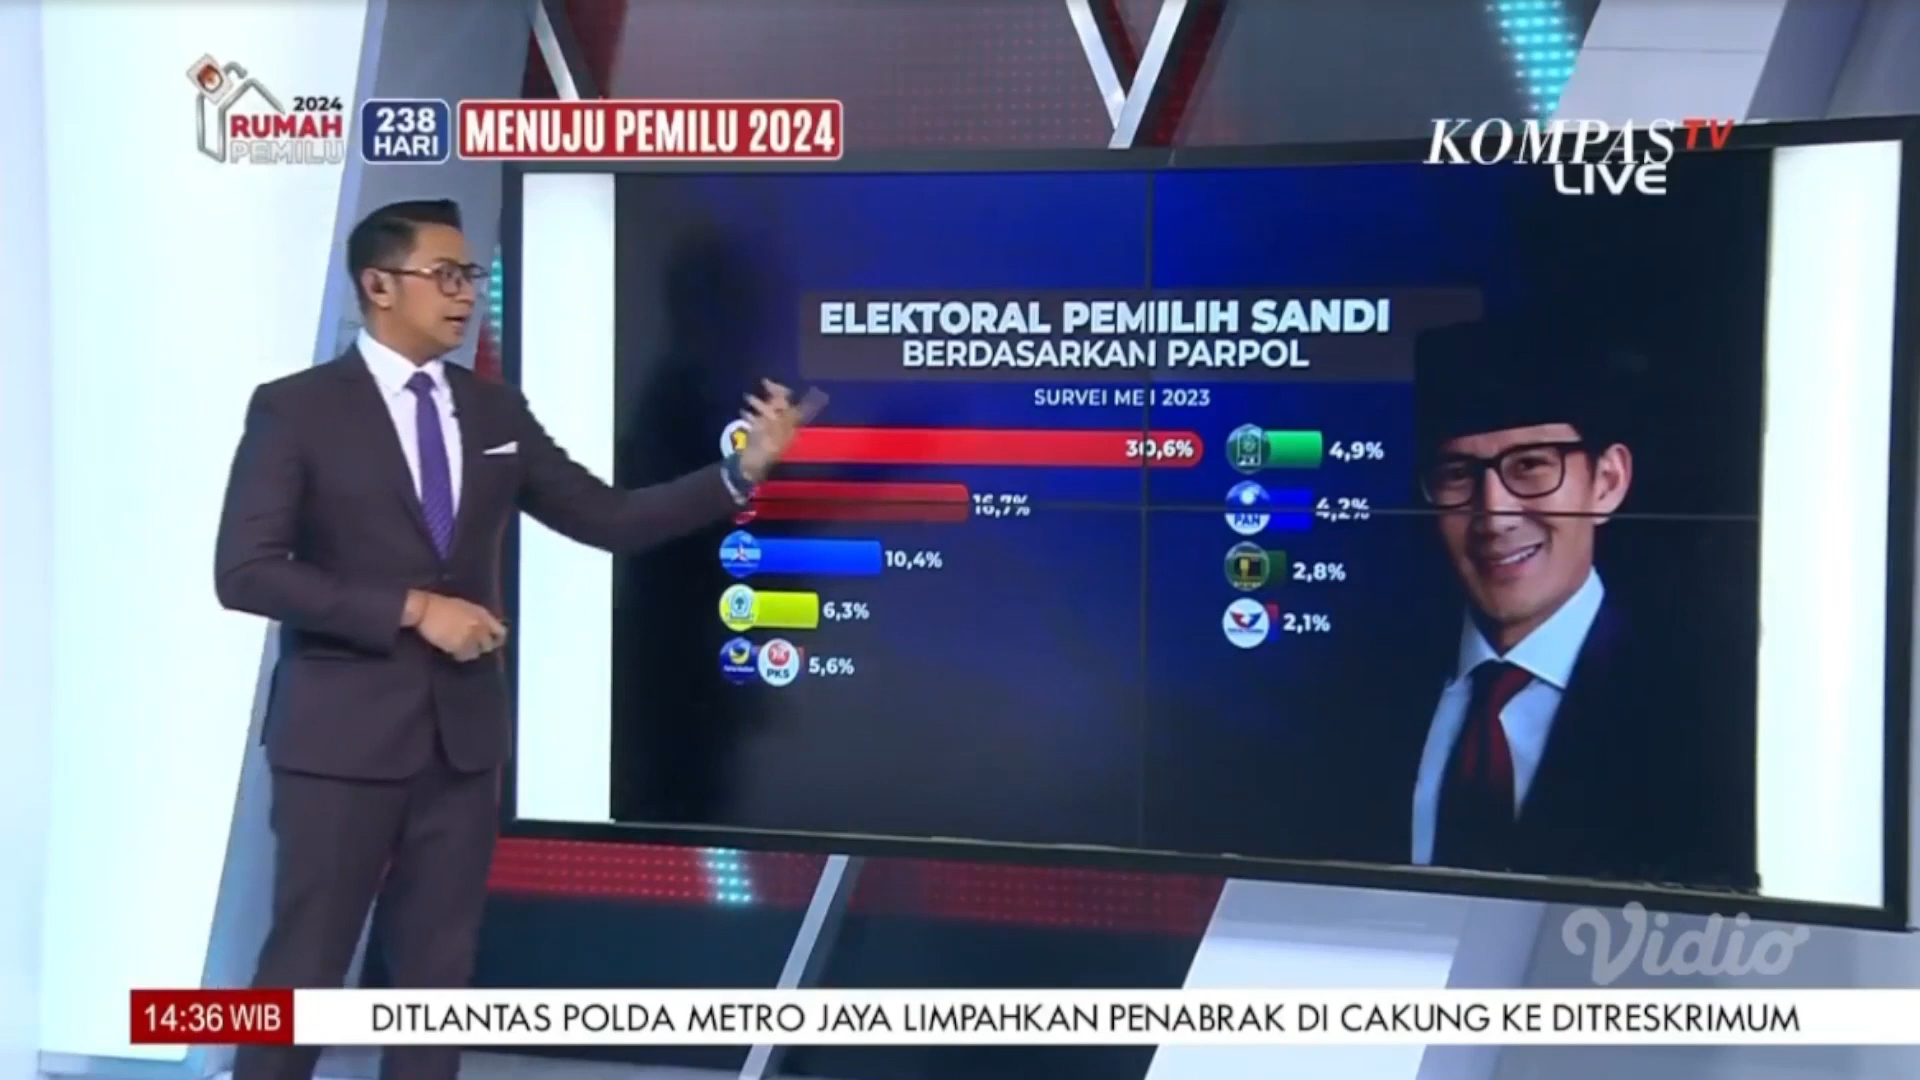 2024
RUMAH
PEMILU
238
HARI
MENUJU PEMILU 2024
KOMPAS TV
LIVE
ELEKTORAL PEMILIH SANDI
BERDASARKAN PARPOL
SURVEI MEI 2023
30,6%
16,7%
10,4%
6,3%
PKS
5,6%
4,9%
PAN
4,2%
2,8%
2,1%
Vidio
14:36 WIB
DITLANTAS POLDA METRO JAYA LIMPAHKAN PENABRAK DI CAKUNG KE DITRESKRIMUM